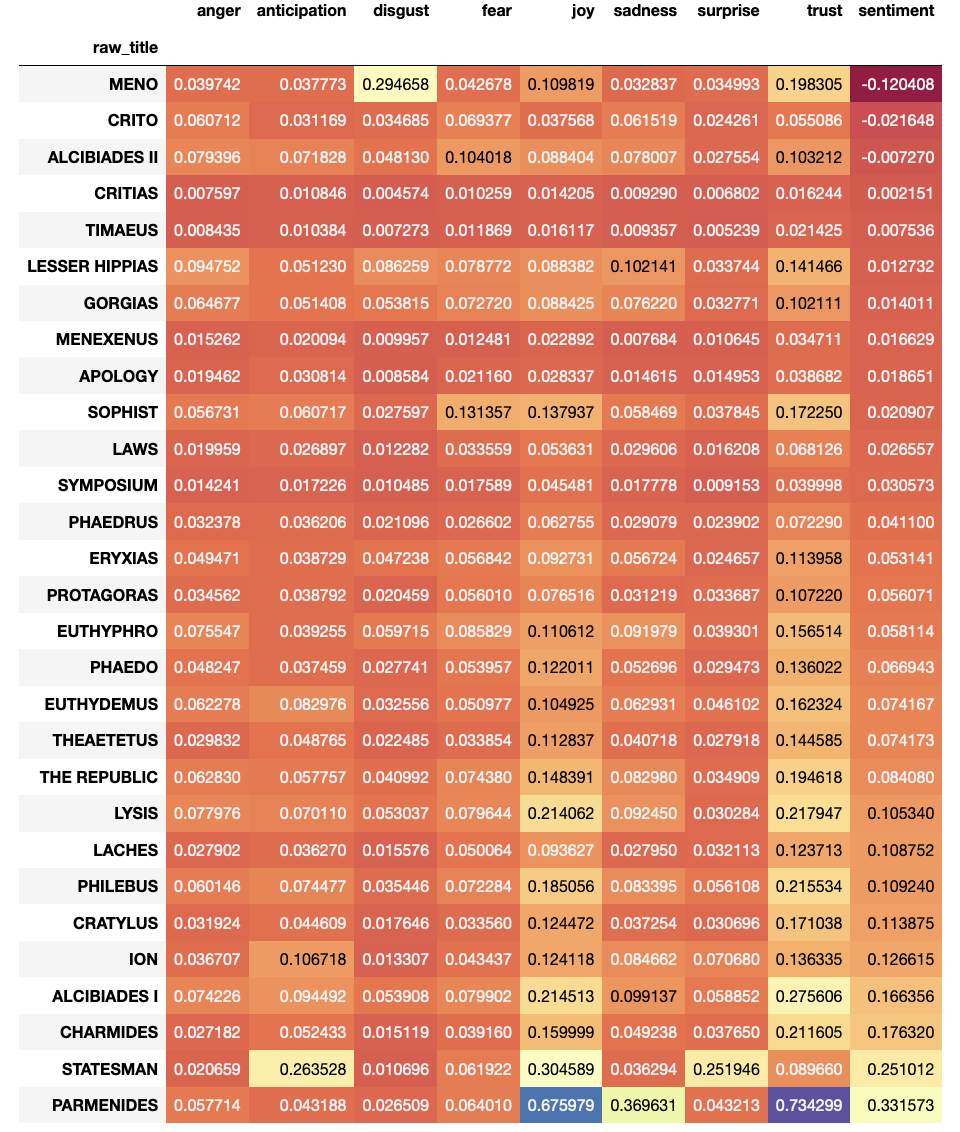 anger anticipation disgust fear joy sadness surprise trust sentiment
raw_title
MENO 0.039742 0.037773 0.294658 0.042678 0.109819 0.032837 0.034993 0.198305 -0.120408
CRITO 0.060712 0.031169 0.034685 0.069377 0.037568 0.061519 0.024261 0.055086 -0.021648
ALCIBIADES II 0.079396 0.071828 0.048130 0.104018 0.088404 0.078007 0.027554 0.103212 -0.007270
CRITIAS 0.007597 0.010846 0.004574 0.010259 0.014205 0.009290 0.006802 0.016244 0.002151
TIMAEUS 0.008435 0.010384 0.007273 0.011869 0.016117 0.009357 0.005239 0.021425 0.007536
LESSER HIPPIAS 0.094752 0.051230 0.086259 0.078772 0.088382 0.102141 0.033744 0.141466 0.012732
GORGIAS 0.064677 0.051408 0.053815 0.072720 0.088425 0.076220 0.032771 0.102111 0.014011
MENEXENUS 0.015262 0.020094 0.009957 0.012481 0.022892 0.007684 0.010645 0.034711 0.016629
APOLOGY 0.019462 0.030814 0.008584 0.021160 0.028337 0.014615 0.014953 0.038682 0.018651
SOPHIST 0.056731 0.060717 0.027597 0.131357 0.137937 0.058469 0.037845 0.172250 0.020907
LAWS 0.019959 0.026897 0.012282 0.033559 0.053631 0.029606 0.016208 0.068126 0.026557
SYMPOSIUM 0.014241 0.017226 0.010485 0.017589 0.045481 0.017778 0.009153 0.039998 0.030573
PHAEDRUS 0.032378 0.036206 0.021096 0.026602 0.062755 0.029079 0.023902 0.072290 0.041100
ERYXIAS 0.049471 0.038729 0.047238 0.056842 0.092731 0.056724 0.024657 0.113958 0.053141
PROTAGORAS 0.034562 0.038792 0.020459 0.056010 0.076516 0.031219 0.033687 0.107220 0.056071
EUTHYPHRO 0.075547 0.039255 0.059715 0.085829 0.110612 0.091979 0.039301 0.156514 0.058114
PHAEDO 0.048247 0.037459 0.027741 0.053957 0.122011 0.052696 0.029473 0.136022 0.066943
EUTHYDEMUS 0.062278 0.082976 0.032556 0.050977 0.104925 0.062931 0.046102 0.162324 0.074167
THEAETETUS 0.029832 0.048765 0.022485 0.033854 0.112837 0.040718 0.027918 0.144585 0.074173
THE REPUBLIC 0.062830 0.057757 0.040992 0.074380 0.148391 0.082980 0.034909 0.194618 0.084080
LYSIS 0.077976 0.070110 0.053037 0.079644 0.214062 0.092450 0.030284 0.217947 0.105340
LACHES 0.027902 0.036270 0.015576 0.050064 0.093627 0.027950 0.032113 0.123713 0.108752
PHILEBUS 0.060146 0.074477 0.035446 0.072284 0.185056 0.083395 0.056108 0.215534 0.109240
CRATYLUS 0.031924 0.044609 0.017646 0.033560 0.124472 0.037254 0.030696 0.171038 0.113875
ION 0.036707 0.106718 0.013307 0.043437 0.124118 0.084662 0.070680 0.136335 0.126615
ALCIBIADES I 0.074226 0.094492 0.053908 0.079902 0.214513 0.099137 0.058852 0.275606 0.166356
CHARMIDES 0.027182 0.052433 0.015119 0.039160 0.159999 0.049238 0.037650 0.211605 0.176320
STATESMAN 0.020659 0.263528 0.010696 0.061922 0.304589 0.036294 0.251946 0.089660 0.251012
PARMENIDES 0.057714 0.043188 0.026509 0.064010 0.675979 0.369631 0.043213 0.734299 0.331573